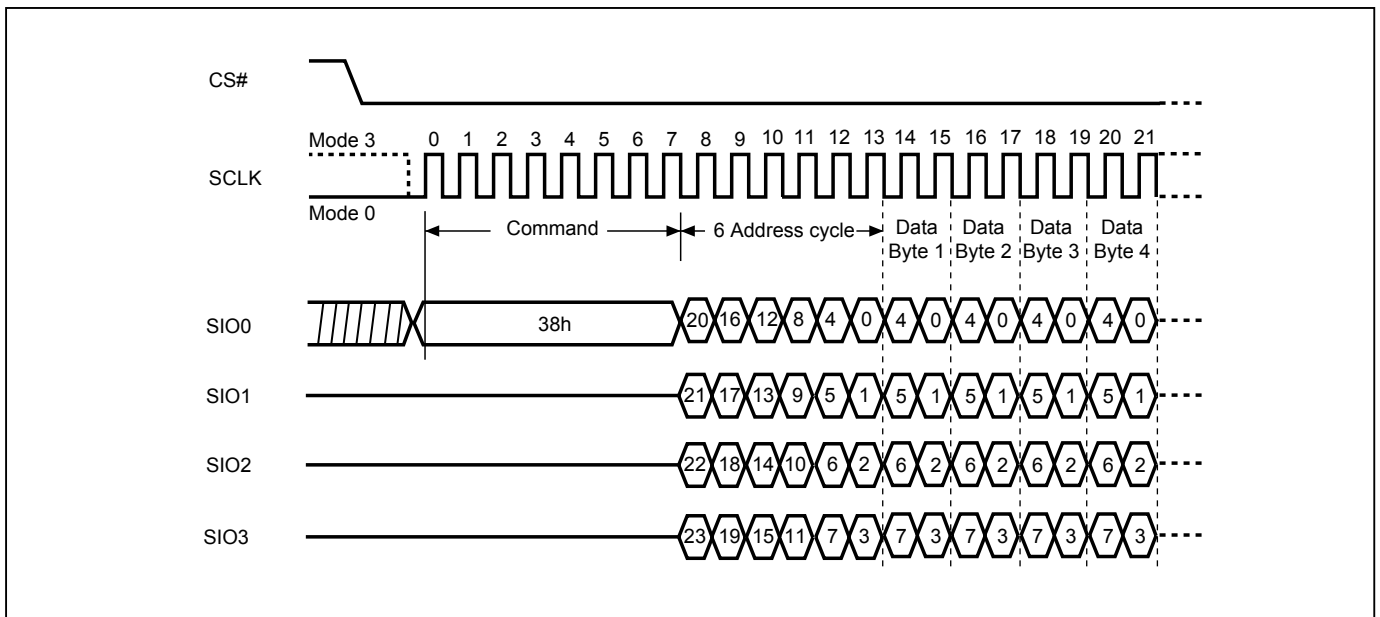 CS#
Mode 3 0 1 2 3 4 5 6 7 8 9 10 11 12 13 14 15 16 17 18 19 20 21
SCLK
Mode 0
Command 6 Address cycle Data Data Data Data
Byte 1 Byte 2 Byte 3 Byte 4
SIO0 38h 20 16 12 8 4 0 4 0 4 0 4 0 4 0
SIO1 21 17 13 9 5 1 5 1 5 1 5 1 5 1
SIO2 22 18 14 10 6 2 6 2 6 2 6 2 6 2
SIO3 23 19 15 11 7 3 7 3 7 3 7 3 7 3